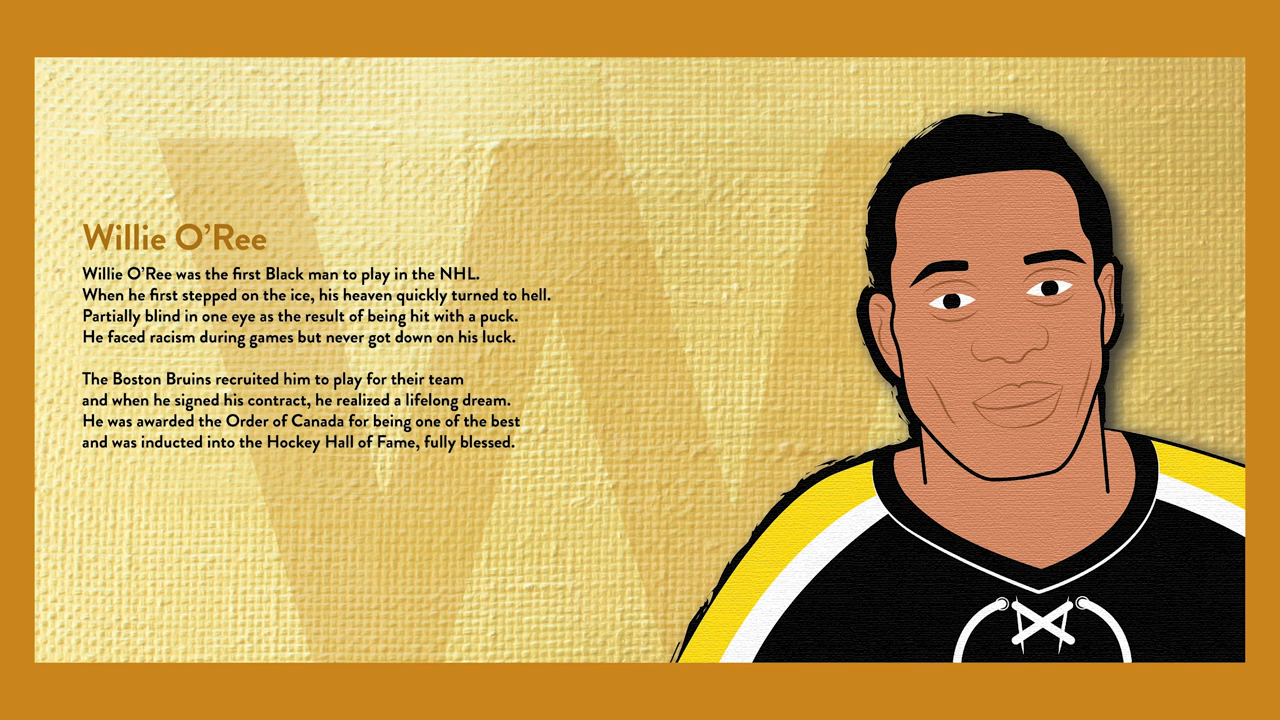 W
Willie O’Ree
Willie O’Ree was the first Black man to play in the NHL.
When he first stepped on the ice, his heaven quickly turned to hell.
Partially blind in one eye as the result of being hit with a puck.
He faced racism during games but never got down on his luck.
The Boston Bruins recruited him to play for their team
and when he signed his contract, he realized a lifelong dream.
He was awarded the Order of Canada for being one of the best
and was inducted into the Hockey Hall of Fame, fully blessed.